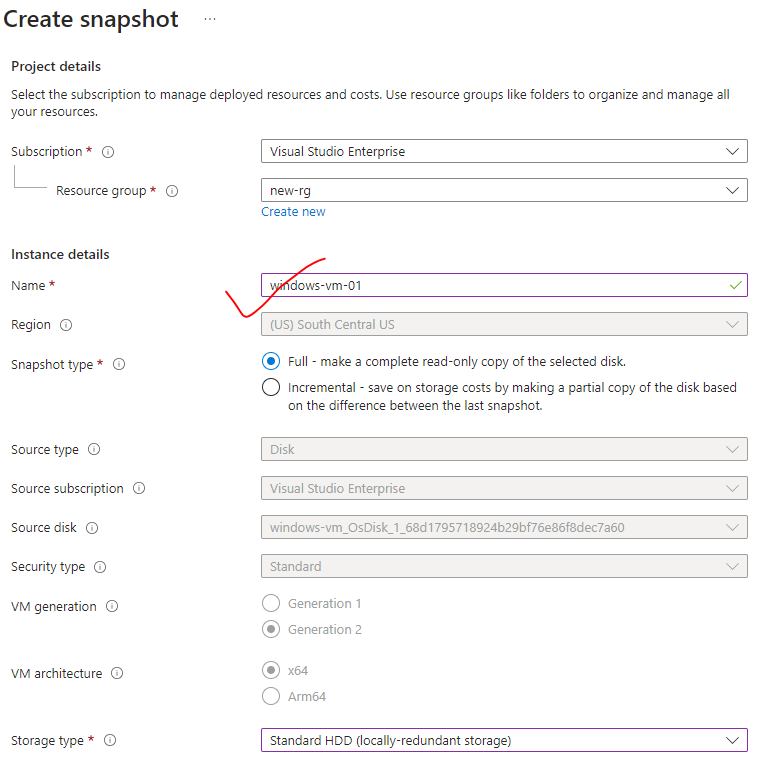 Create snapshot ...
Project details
Select the subscription to manage deployed resources and costs. Use resource groups like folders to organize and manage all
your resources.
Subscription *
Visual Studio Enterprise
Resource group *
new-rg
Create new
Instance details
Name *
windows-vm-01
Region
(US) South Central US
Snapshot type *
Full - make a complete read-only copy of the selected disk.
Incremental - save on storage costs by making a partial copy of the disk based
on the difference between the last snapshot.
Source type
Disk
Source subscription
Visual Studio Enterprise
Source disk
windows-vm_OsDisk_1_68d1795718924b29bf76e86f8dec7a60
Security type
Standard
VM generation
Generation 1
Generation 2
VM architecture
x64
Arm64
Storage type *
Standard HDD (locally-redundant storage)